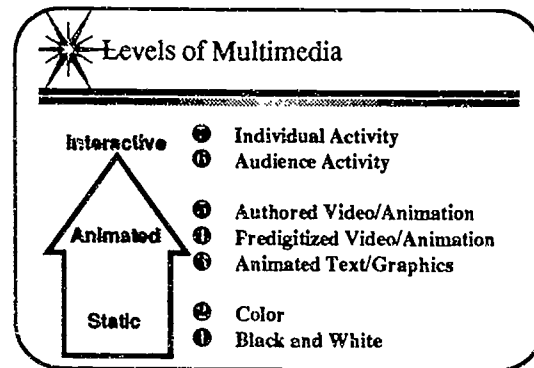 Levels of Multimedia
Interactive
Individual Activity
Audience Activity
Animated
Authored Video/Animation
Predigitized Video/Animation
Animated Text/Graphics
Static
Color
Black and White